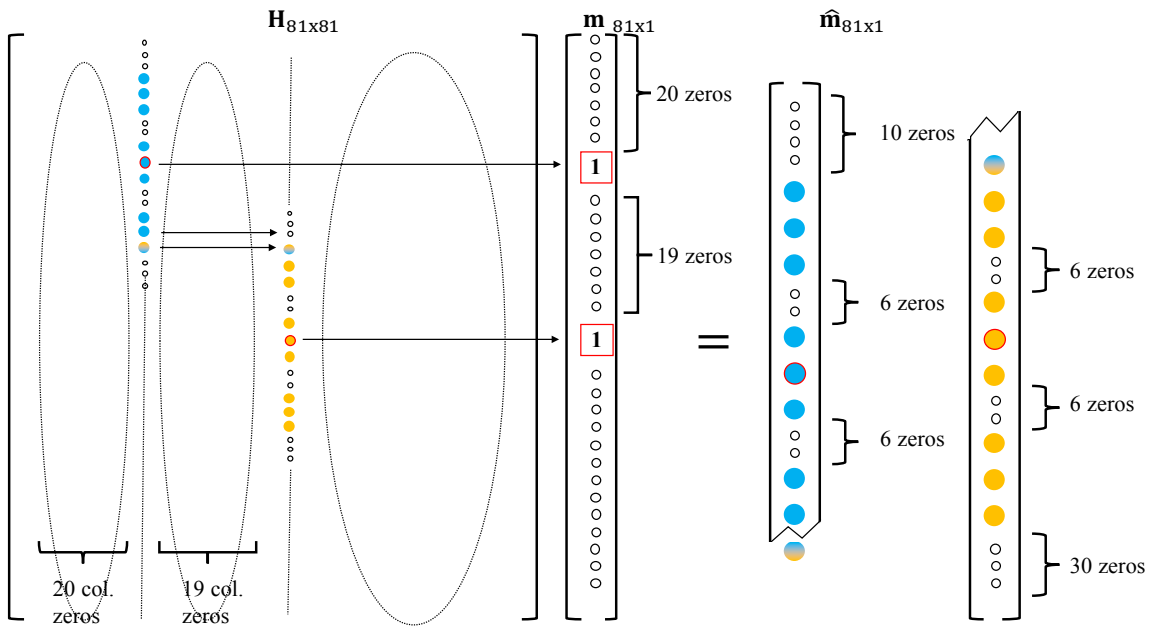 H81x81
m 81x1
m̂81x1
20 zeros
1
19 zeros
1
=
10 zeros
6 zeros
6 zeros
6 zeros
6 zeros
30 zeros
20 col.
zeros
19 col.
zeros